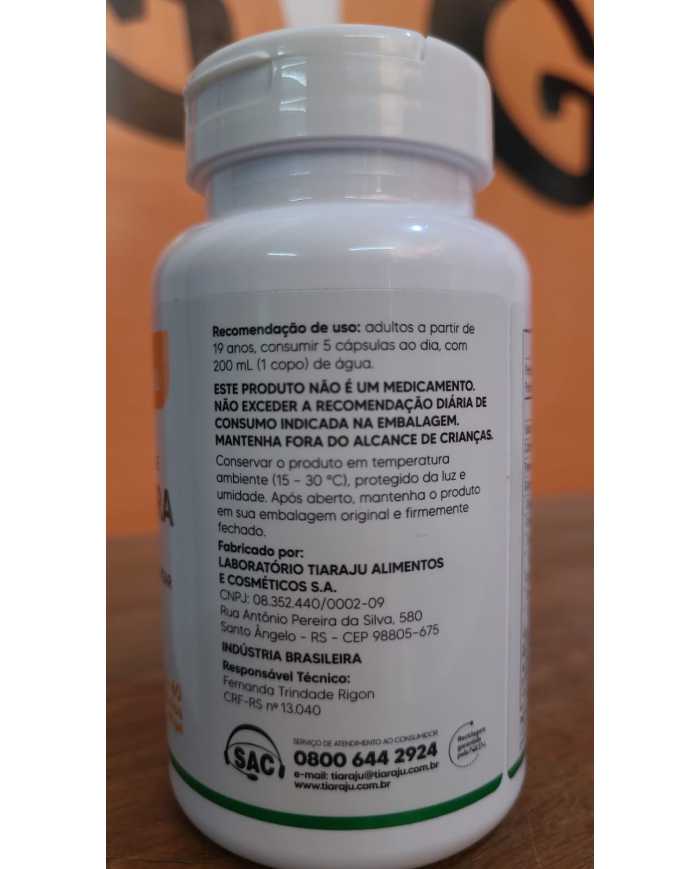 Recomendação de uso: adultos a partir de
19 anos, consumir 5 cápsulas ao dia, com
200 mL (1 copo) de água.
ESTE PRODUTO NÃO É UM MEDICAMENTO.
NÃO EXCEDER A RECOMENDAÇÃO DIÁRIA DE
CONSUMO INDICADA NA EMBALAGEM.
MANTENHA FORA DO ALCANCE DE CRIANÇAS.
Conservar o produto em temperatura
ambiente (15 - 30 °C), protegido da luz e
umidade. Após aberto, mantenha o produto
em sua embalagem original e firmemente
fechado.
Fabricado por:
LABORATÓRIO TIARAJU ALIMENTOS
E COSMÉTICOS S.A.
CNPJ: 08.352.440/0002-09
Rua Antônio Pereira da Silva, 580
Santo Ângelo - RS - CEP 98805-675
INDÚSTRIA BRASILEIRA
Responsável Técnico:
Fernanda Trindade Rigon
CRF-RS nº 13.040
SAC
SERVIÇO DE ATENDIMENTO AO CONSUMIDOR
0800 644 2924
e-mail: tiaraju@tiaraju.com.br
www.tiaraju.com.br
Reciclagem
garantida
G